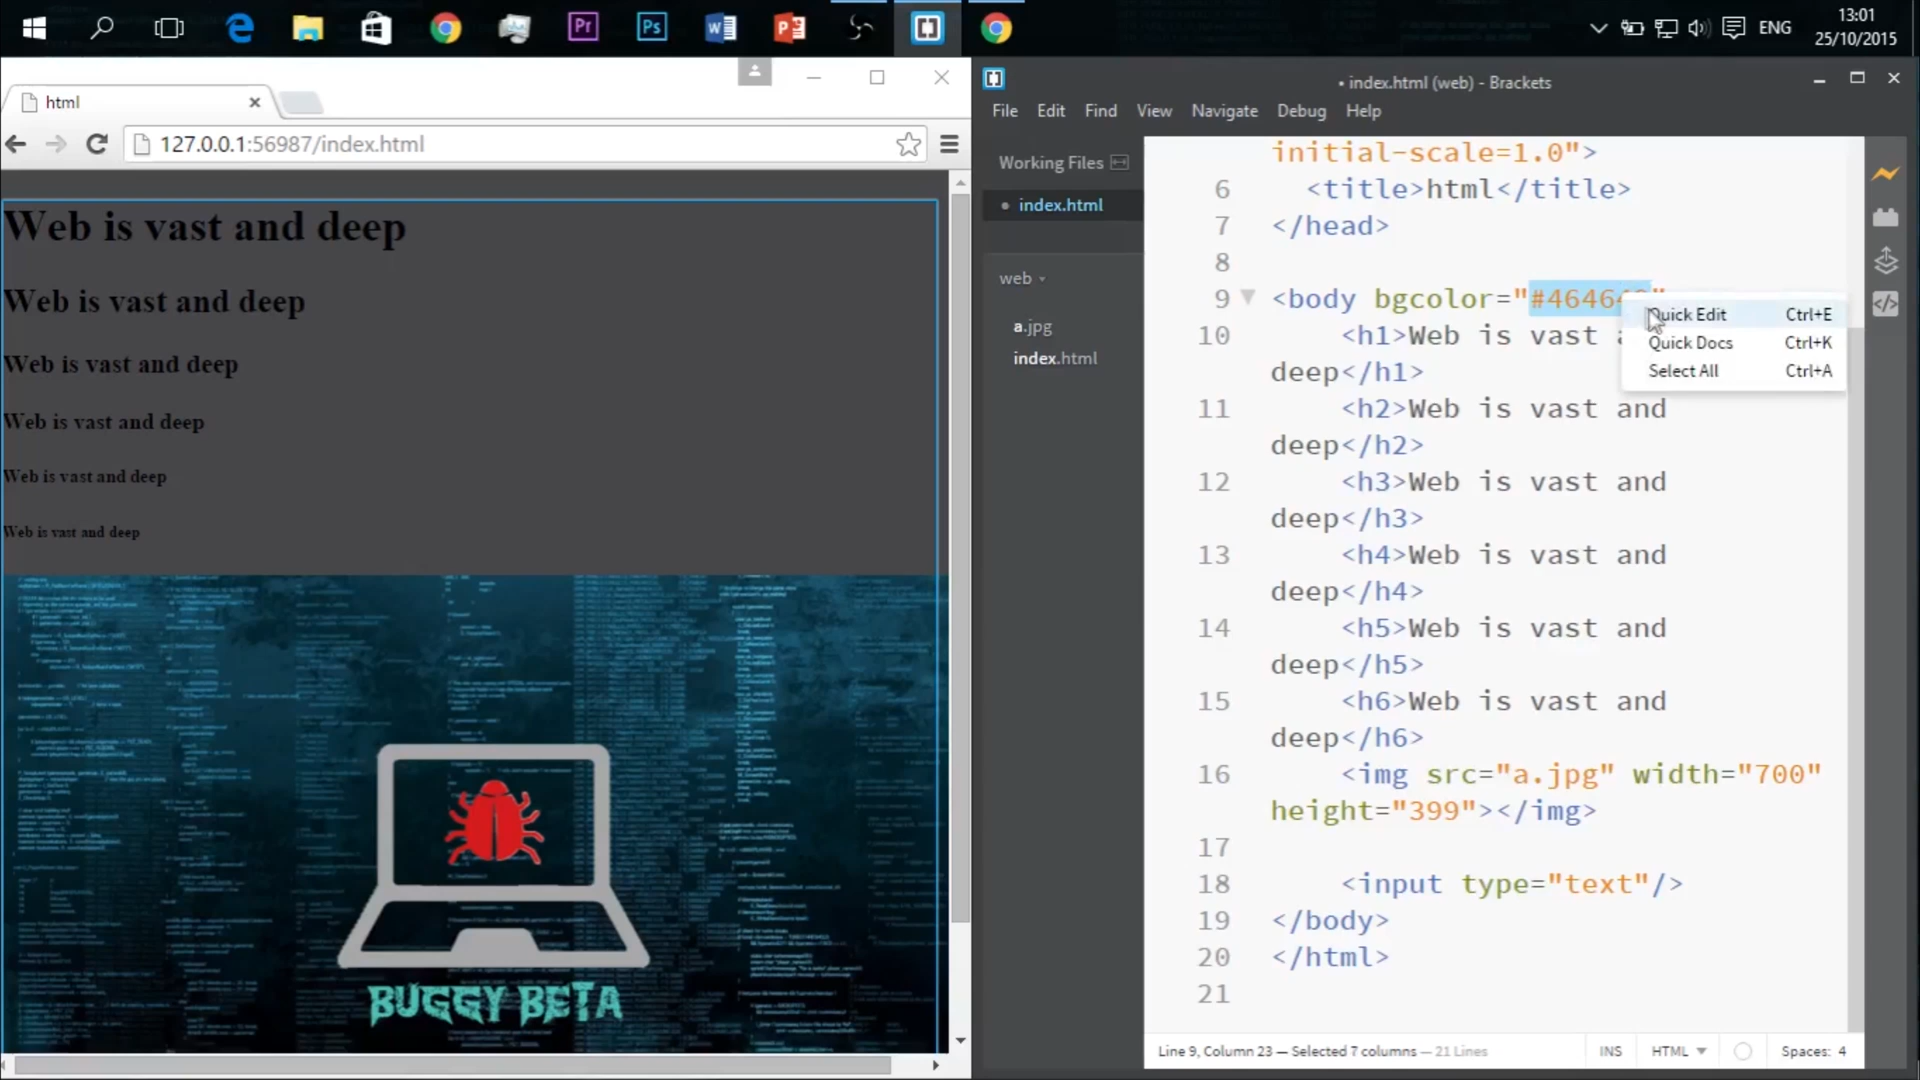 Pr
Ps
ENG
13:01
25/10/2015
html
127.0.0.1:56987/index.html
Web is vast and deep
Web is vast and deep
Web is vast and deep
Web is vast and deep
Web is vast and deep
Web is vast and deep
BUGGY BETA
• index.html (web) - Brackets
File Edit Find View Navigate Debug Help
Working Files
index.html
web
a.jpg
index.html
initial-scale=1.0">
6 <title>html</title>
7 </head>
8
9 <body bgcolor="
10 <h1>Web is vast
deep</h1>
11 <h2>Web is vast and
deep</h2>
12 <h3>Web is vast and
deep</h3>
13 <h4>Web is vast and
deep</h4>
14 <h5>Web is vast and
deep</h5>
15 <h6>Web is vast and
deep</h6>
16 <img src="a.jpg" width="700"
height="399"></img>
17
18 <input type="text"/>
19 </body>
20 </html>
21
Quick Edit Ctrl+E
Quick Docs Ctrl+K
Select All Ctrl+A
Line 9, Column 23 — Selected 7 columns — 21 Lines
INS HTML Spaces: 4